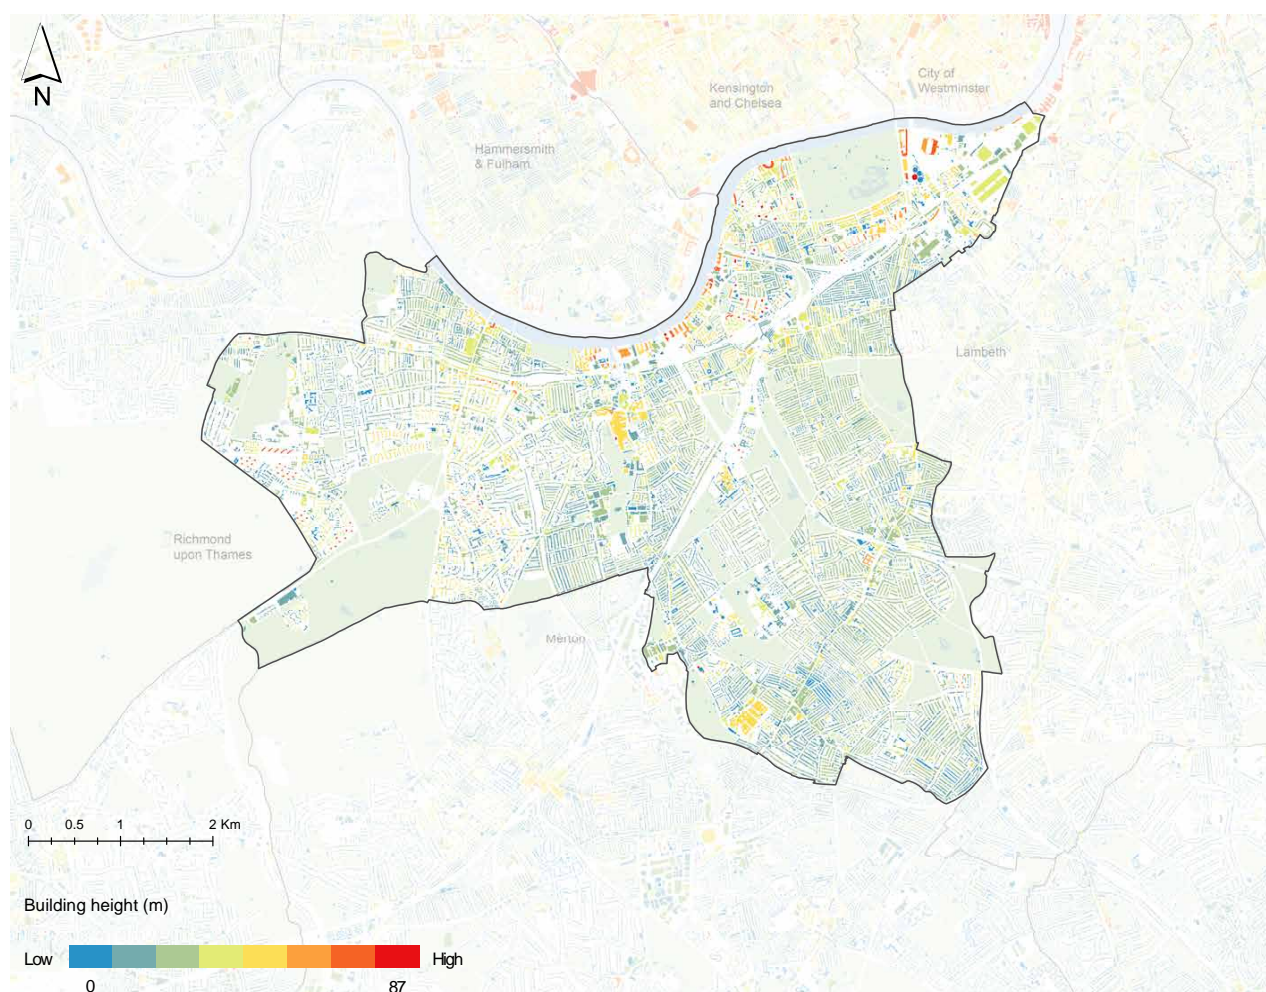 N
Kensington
and Chelsea
City of
Westminster
Hammersmith
& Fulham
Lambeth
Richmond
upon Thames
Merton
0 0.5 1 2 Km
Building height (m)
Low High
0 87